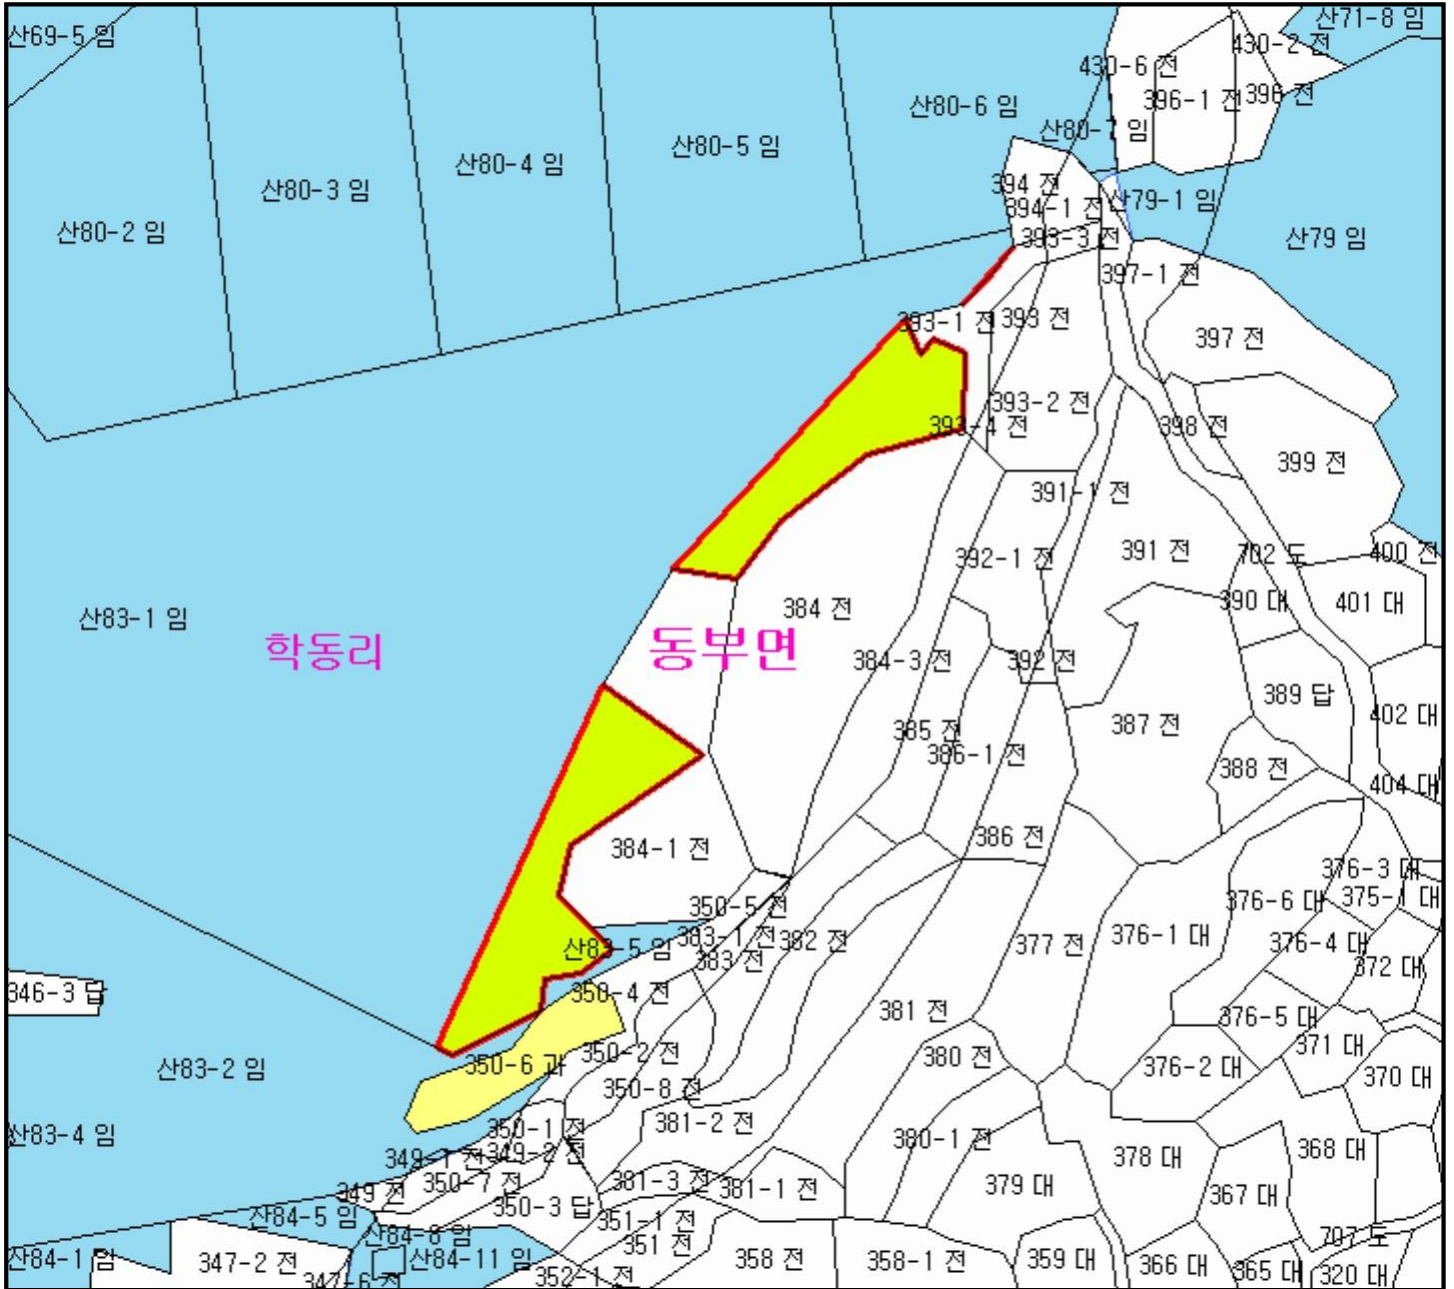 산69-5 임
산71-8 임
430-2 전
430-6 전
396-1 전
396 전
산80-6 임
산80-7 임
산80-5 임
산80-4 임
산80-3 임
산80-2 임
394 전
394-1 전
산79-1 임
393-3 전
산79 임
397-1 전
393-1 전
393 전
397 전
393-2 전
393-4 전
398 전
399 전
391-1 전
392-1 전
391 전
702 도
400 전
390 대
401 대
384 전
산83-1 임
학동리
동부면
384-3 전
392 전
389 답
402 대
385 전
387 전
386-1 전
388 전
404 대
386 전
384-1 전
376-3 대
375-1 대
376-6 대
350-5 전
383-1 전
382 전
산83-5 임
377 전
376-1 대
376-4 대
383 전
372 대
346-3 답
350-4 전
381 전
376-5 대
371 대
350-2 전
380 전
산83-2 임
350-6 과
376-2 대
370 대
350-8 전
381-2 전
산83-4 임
350-1 전
380-1 전
368 대
349-1 전
349-2 전
378 대
350-7 전
381-3 전
381-1 전
379 대
349 전
367 대
350-3 답
산84-5 임
351-1 전
산84-8 임
351 전
707 도
산84-1 임
347-2 전
산84-11 임
358 전
358-1 전
359 대
366 대
365 대
320 대
347-6 전
352-1 전